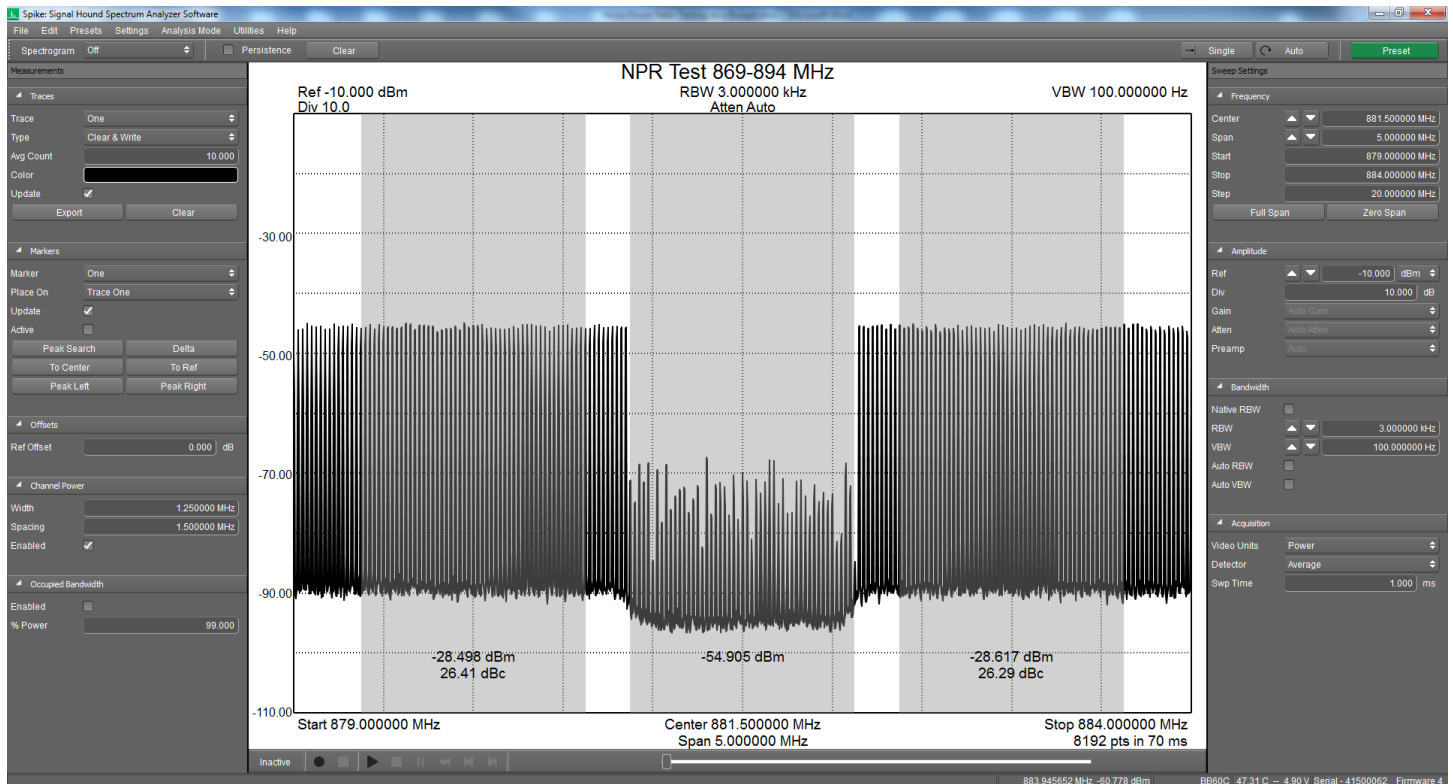 Spike: Signal Hound Spectrum Analyzer Software
File Edit Presets Settings Analysis Mode Utilities Help
Spectrogram Off Persistence Clear Single Auto Preset
Measurements
Traces
Trace One
Type Clear & Write
Avg Count 10.000
Color
Update
Export Clear
Markers
Marker One
Place On Trace One
Update
Active
Peak Search Delta
To Center To Ref
Peak Left Peak Right
Offsets
Ref Offset 0.000 dB
Channel Power
Width 1.250000 MHz
Spacing 1.500000 MHz
Enabled
Occupied Bandwidth
Enabled
% Power 99.000
NPR Test 869-894 MHz
Ref -10.000 dBm RBW 3.000000 kHz VBW 100.000000 Hz
Div 10.0 Atten Auto
-30.00
-50.00
-70.00
-90.00
-110.00
-28.498 dBm -54.905 dBm -28.617 dBm
26.41 dBc 26.29 dBc
Start 879.000000 MHz Center 881.500000 MHz Stop 884.000000 MHz
Span 5.000000 MHz 8192 pts in 70 ms
Inactive
Sweep Settings
Frequency
Center 881.500000 MHz
Span 5.000000 MHz
Start 879.000000 MHz
Stop 884.000000 MHz
Step 20.000000 MHz
Full Span Zero Span
Amplitude
Ref -10.000 dBm
Div 10.000 dB
Gain Auto Gain
Atten Auto Atten
Preamp Auto
Bandwidth
Native RBW
RBW 3.000000 kHz
VBW 100.000000 Hz
Auto RBW
Auto VBW
Acquisition
Video Units Power
Detector Average
Swp Time 1.000 ms
883.945652 MHz, -60.778 dBm BB60C 47.31 C -- 4.90 V Serial - 41500062 Firmware 4